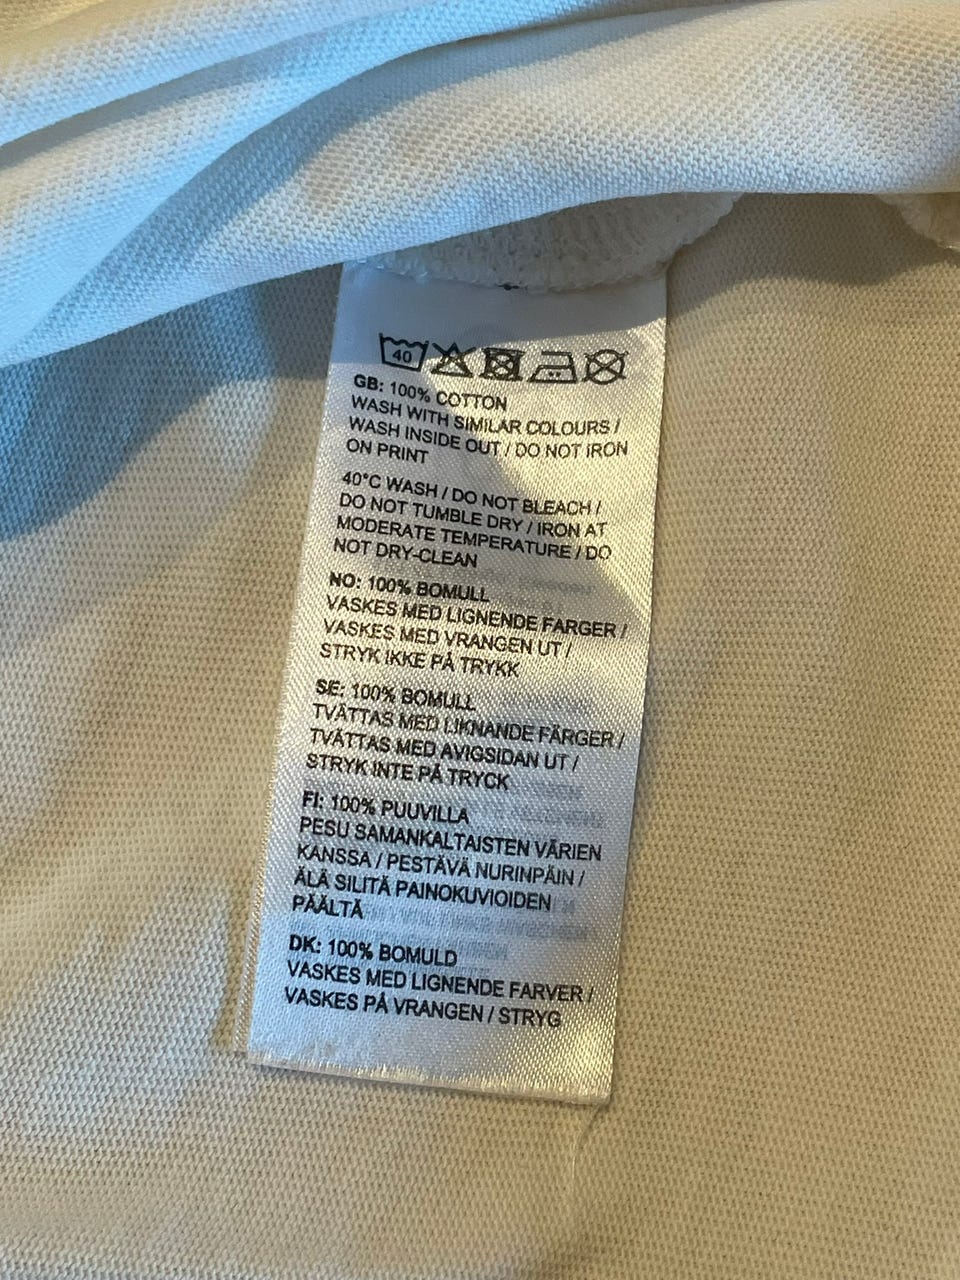 40
GB: 100% COTTON
WASH WITH SIMILAR COLOURS /
WASH INSIDE OUT / DO NOT IRON
ON PRINT
40°C WASH / DO NOT BLEACH /
DO NOT TUMBLE DRY / IRON AT
MODERATE TEMPERATURE / DO
NOT DRY-CLEAN
NO: 100% BOMULL
VASKES MED LIGNENDE FARGER /
VASKES MED VRANGEN UT /
STRYK IKKE PÅ TRYKK
SE: 100% BOMULL
TVÄTTAS MED LIKNANDE FÄRGER /
TVÄTTAS MED AVIGSIDAN UT /
STRYK INTE PÅ TRYCK
FI: 100% PUUVILLA
PESU SAMANKALTAISTEN VÄRIEN
KANSSA / PESTÄVÄ NURINPÄIN /
ÄLÄ SILITÄ PAINOKUVIOIDEN
PÄÄLTÄ
DK: 100% BOMULD
VASKES MED LIGNENDE FARVER /
VASKES PÅ VRANGEN / STRYG